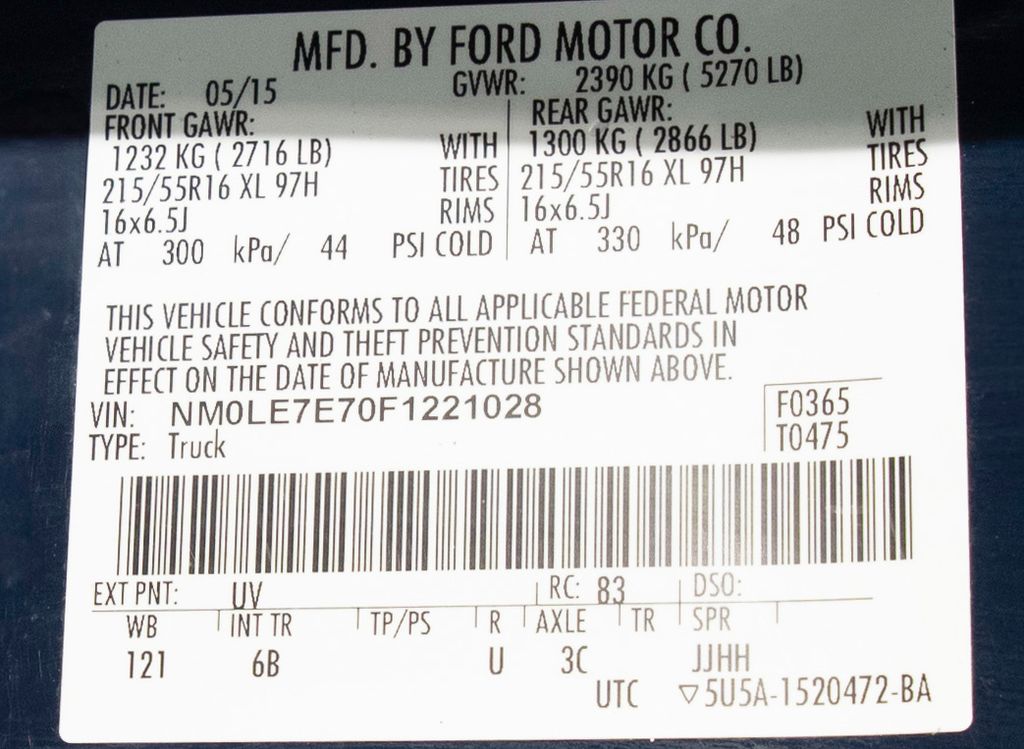 MFD. BY FORD MOTOR CO.
DATE: 05/15 GVWR: 2390 KG ( 5270 LB)
FRONT GAWR: REAR GAWR:
1232 KG ( 2716 LB) WITH 1300 KG ( 2866 LB) WITH
215/55R16 XL 97H TIRES 215/55R16 XL 97H TIRES
16x6.5J RIMS 16x6.5J RIMS
AT 300 kPa/ 44 PSI COLD AT 330 kPa/ 48 PSI COLD
THIS VEHICLE CONFORMS TO ALL APPLICABLE FEDERAL MOTOR
VEHICLE SAFETY AND THEFT PREVENTION STANDARDS IN
EFFECT ON THE DATE OF MANUFACTURE SHOWN ABOVE.
VIN: NM0LE7E70F1221028 F0365
TYPE: Truck T0475
EXT PNT: UV RC: 83 DSO:
WB INT TR TP/PS R AXLE TR SPR
121 6B U 3C JJHH
UTC ▽5U5A-1520472-BA